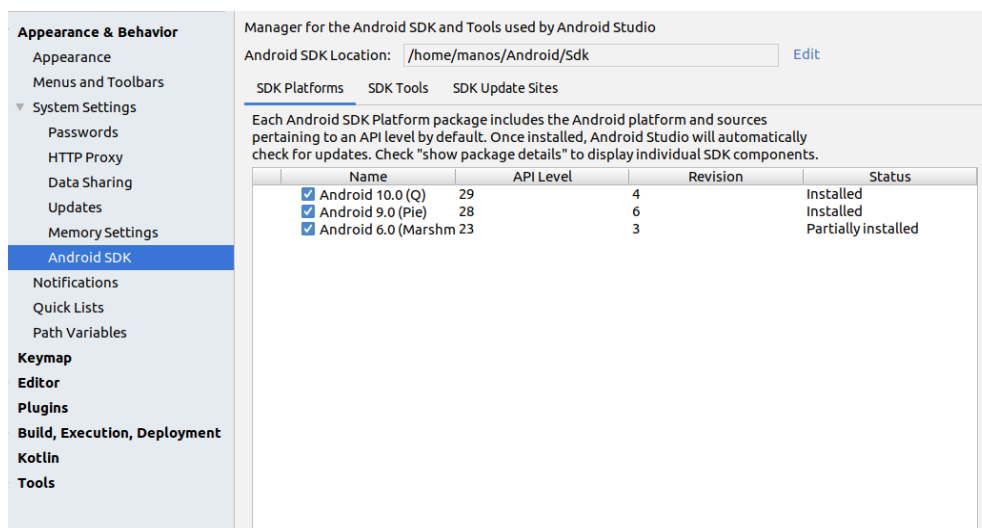 Appearance & Behavior
Appearance
Menus and Toolbars
System Settings
Passwords
HTTP Proxy
Data Sharing
Updates
Memory Settings
Android SDK
Notifications
Quick Lists
Path Variables
Keymap
Editor
Plugins
Build, Execution, Deployment
Kotlin
Tools
Manager for the Android SDK and Tools used by Android Studio
Android SDK Location: /home/manos/Android/Sdk Edit
SDK Platforms SDK Tools SDK Update Sites
Each Android SDK Platform package includes the Android platform and sources
pertaining to an API level by default. Once installed, Android Studio will automatically
check for updates. Check "show package details" to display individual SDK components.
Name API Level Revision Status
Android 10.0 (Q) 29 4 Installed
Android 9.0 (Pie) 28 6 Installed
Android 6.0 (Marshm 23 3 Partially installed